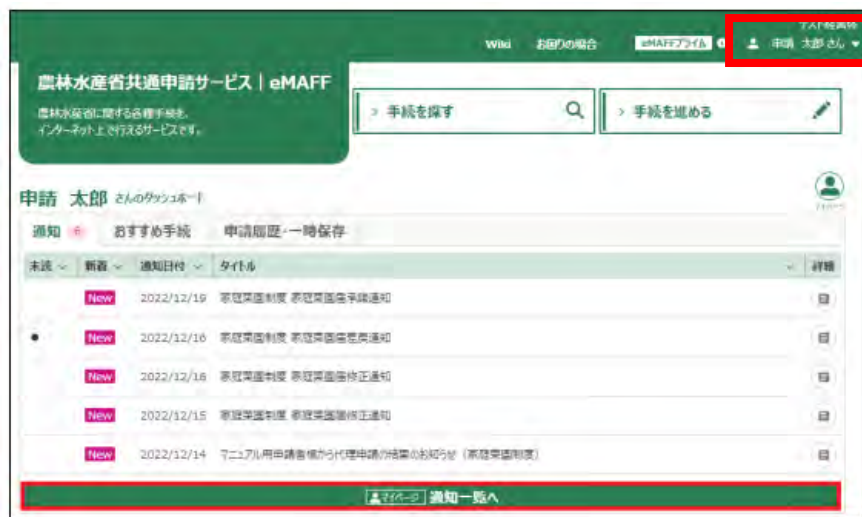 テスト経営体
Wiki お困りの場合 eMAFFプライム 申請 太郎 さん
農林水産省共通申請サービス | eMAFF
農林水産省に関する各種手続を、
インターネット上で行えるサービスです。
手続を探す
手続を進める
申請 太郎 さんのダッシュボード
マイページ
通知 6 おすすめ手続 申請履歴・一時保存
未読 新着 通知日付 タイトル 詳細
New 2022/12/19 家庭菜園制度 家庭菜園届承認通知
New 2022/12/16 家庭菜園制度 家庭菜園届差戻通知
New 2022/12/16 家庭菜園制度 家庭菜園届修正通知
New 2022/12/15 家庭菜園制度 家庭菜園届修正通知
New 2022/12/14 マニュアル用申請者様から代理申請の結果のお知らせ（家庭菜園制度）
マイページ 通知一覧へ